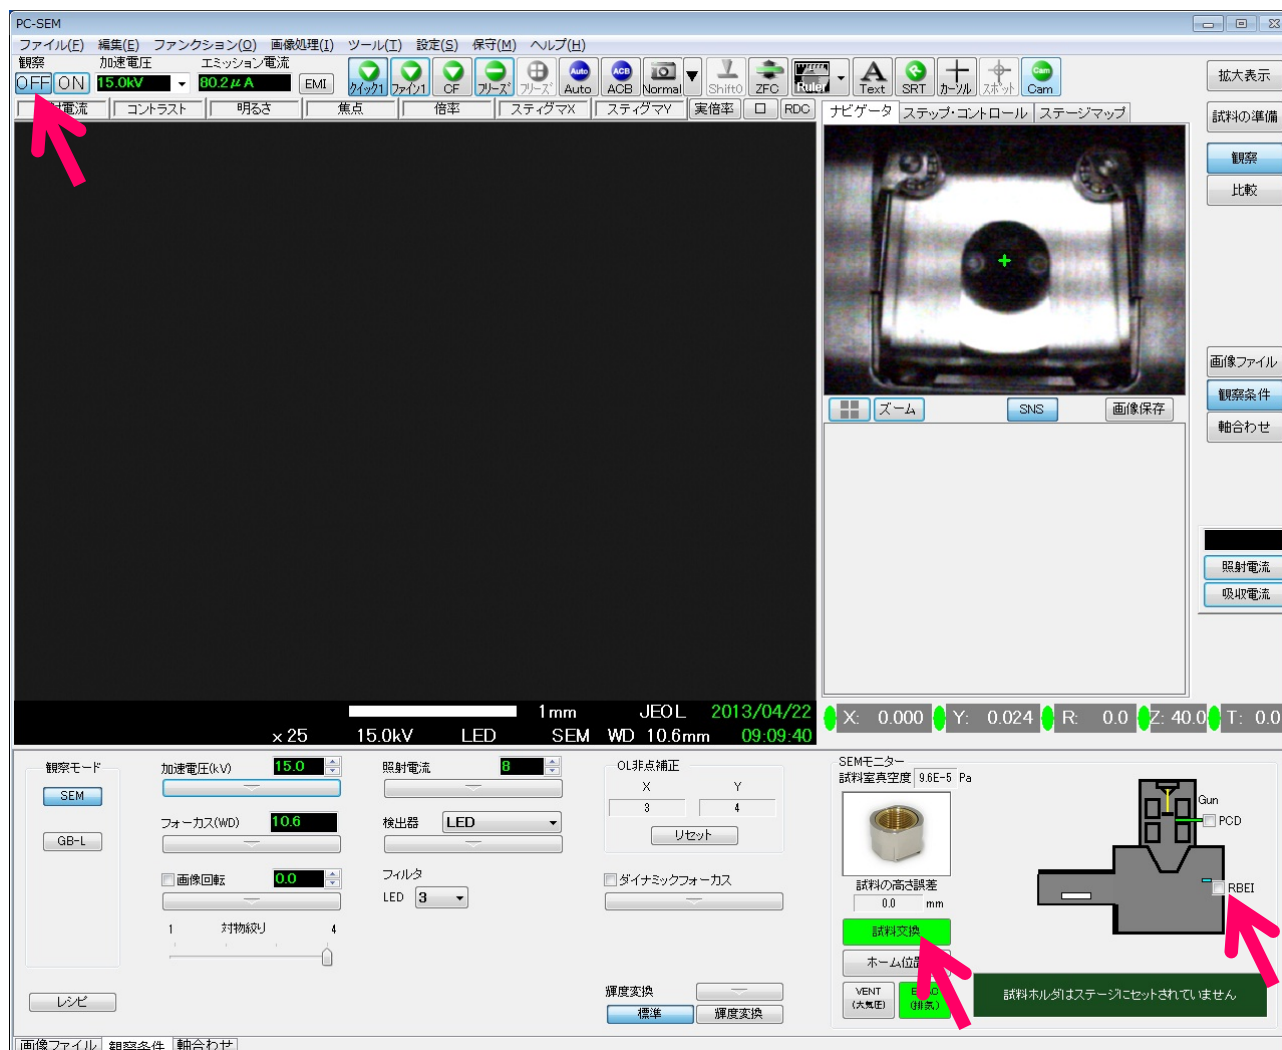 PC-SEM
ファイル(F) 編集(E) ファンクション(O) 画像処理(I) ツール(T) 設定(S) 保守(M) ヘルプ(H)
観察 加速電圧 エミッション電流
OFF ON 15.0kV 80.2μA EMI クイック1 ファイン1 CF フリーズ フリーズ Auto Auto ACB ACB Normal Shift0 ZFC Ruler A Text SRT カーソル スポット Cam Cam
射電流 コントラスト 明るさ 焦点 倍率 スティグマX スティグマY 実倍率 RDC
ナビゲータ ステップ・コントロール ステージマップ
拡大表示
試料の準備
観察
比較
画像ファイル
観察条件
軸合わせ
ズーム SNS 画像保存
照射電流
吸収電流
1mm JEOL 2013/04/22
×25 15.0kV LED SEM WD 10.6mm 09:09:40
X: 0.000 Y: 0.024 R: 0.0 Z: 40.0 T: 0.0
観察モード
SEM
GB-L
レシピ
加速電圧(kV) 15.0
フォーカス(WD) 10.6
画像回転 0.0
1 対物絞り 4
照射電流 8
検出器 LED
フィルタ
LED 3
OL非点補正
X Y
3 4
リセット
ダイナミックフォーカス
輝度変換
標準 輝度変換
SEMモニター
試料室真空度 9.6E-5 Pa
試料の高さ誤差
0.0 mm
試料交換
ホーム位
VENT
(大気圧)
(排気)
Gun
PCD
RBEI
試料ホルダはステージにセットされていません
画像ファイル 観察条件 軸合わせ